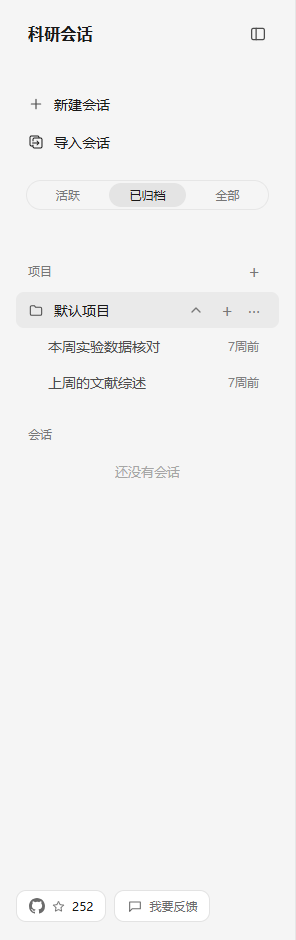 科研会话
新建会话
导入会话
活跃 已归档 全部
项目
默认项目
本周实验数据核对 7周前
上周的文献综述 7周前
会话
还没有会话
252 我要反馈